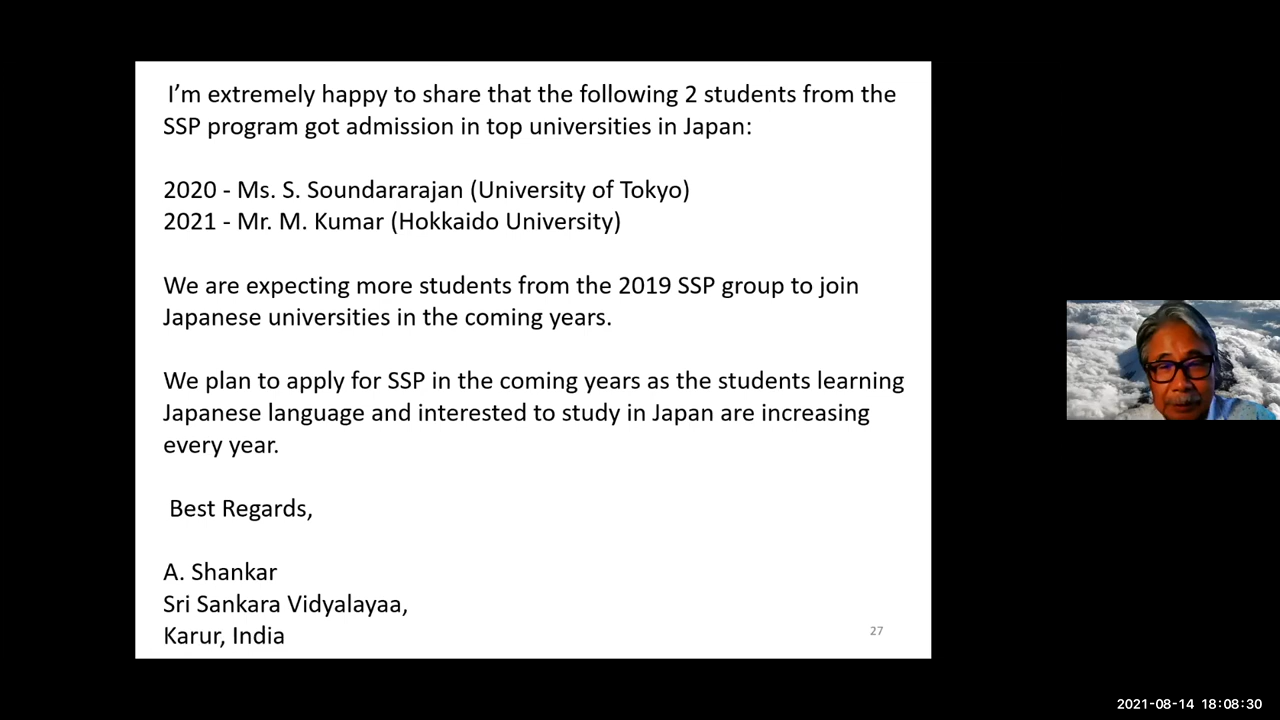 I’m extremely happy to share that the following 2 students from the
SSP program got admission in top universities in Japan:
2020 - Ms. S. Soundararajan (University of Tokyo)
2021 - Mr. M. Kumar (Hokkaido University)
We are expecting more students from the 2019 SSP group to join
Japanese universities in the coming years.
We plan to apply for SSP in the coming years as the students learning
Japanese language and interested to study in Japan are increasing
every year.
Best Regards,
A. Shankar
Sri Sankara Vidyalayaa,
Karur, India
27
2021-08-14 18:08:30